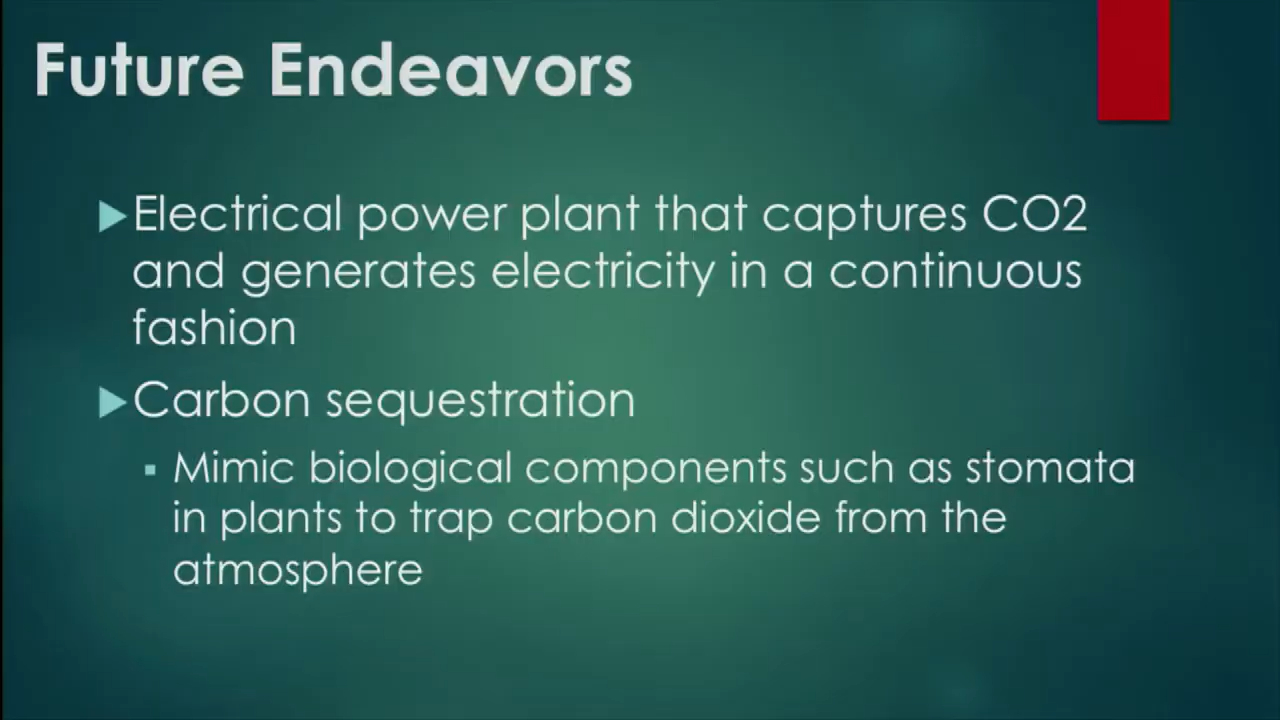 Future Endeavors
Electrical power plant that captures CO2
and generates electricity in a continuous
fashion
Carbon sequestration
Mimic biological components such as stomata
in plants to trap carbon dioxide from the
atmosphere